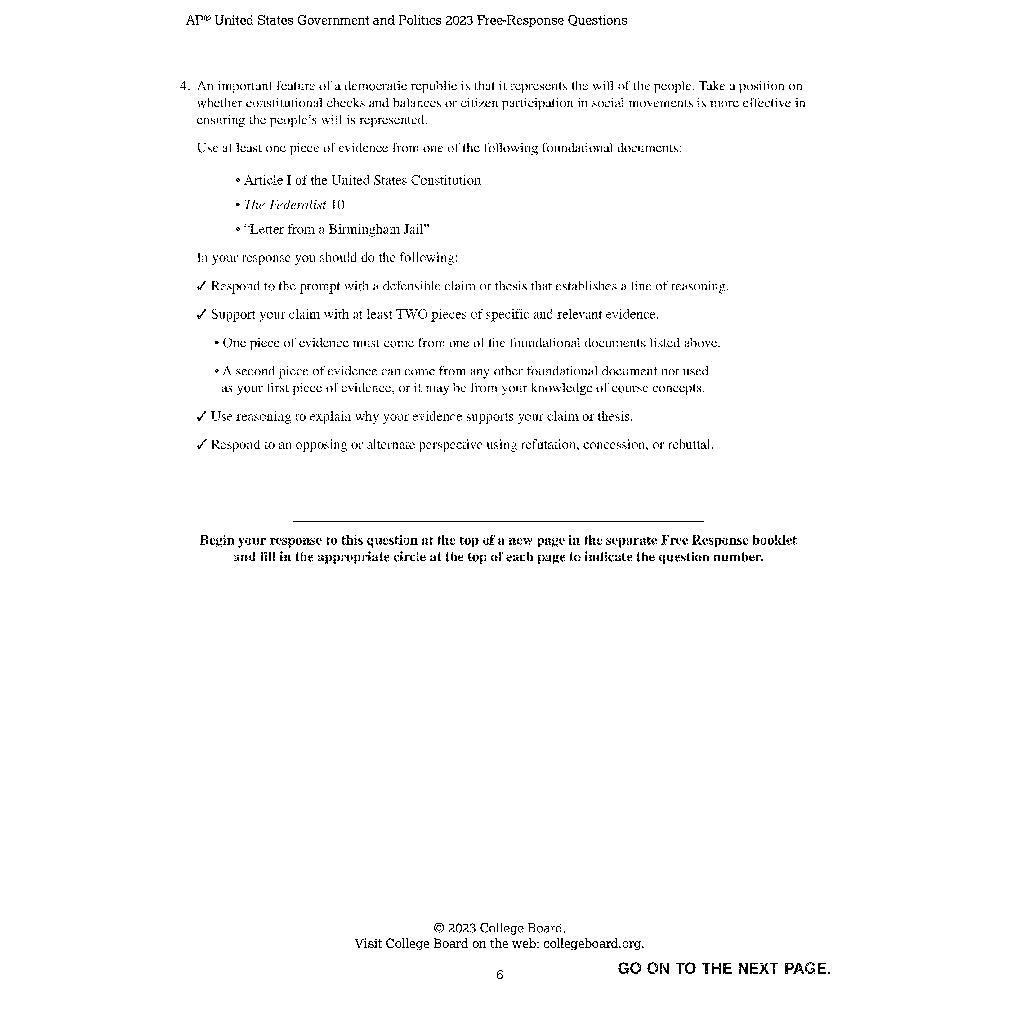 AP® United States Government and Politics 2023 Free-Response Questions
4. An important feature of a democratic republic is that it represents the will of the people. Take a position on
whether constitutional checks and balances or citizen participation in social movements is more effective in
ensuring the people's will is represented.
Use at least one piece of evidence from one of the following foundational documents:
• Article I of the United States Constitution
• The Federalist 10
• “Letter from a Birmingham Jail”
In your response you should do the following:
✓ Respond to the prompt with a defensible claim or thesis that establishes a line of reasoning.
✓ Support your claim with at least TWO pieces of specific and relevant evidence.
• One piece of evidence must come from one of the foundational documents listed above.
• A second piece of evidence can come from any other foundational document not used
as your first piece of evidence, or it may be from your knowledge of course concepts.
✓ Use reasoning to explain why your evidence supports your claim or thesis.
✓ Respond to an opposing or alternate perspective using refutation, concession, or rebuttal.
Begin your response to this question at the top of a new page in the separate Free Response booklet
and fill in the appropriate circle at the top of each page to indicate the question number.
© 2023 College Board.
Visit College Board on the web: collegeboard.org.
GO ON TO THE NEXT PAGE.
6